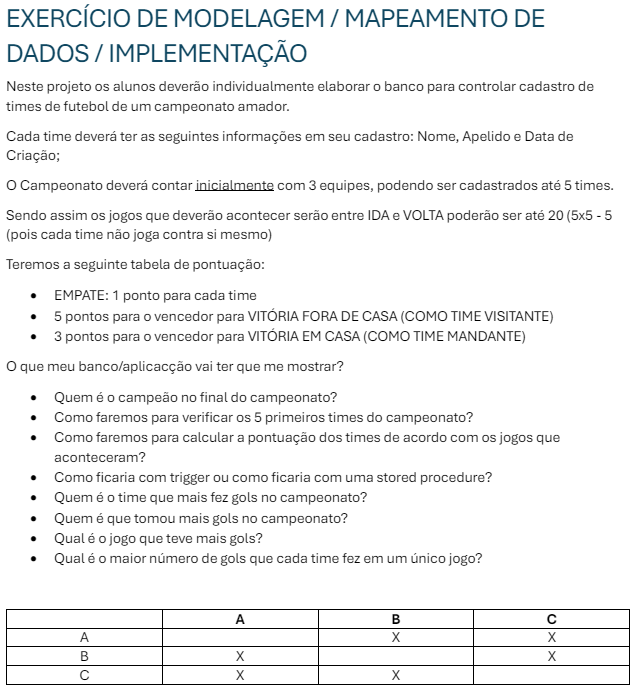 EXERCÍCIO DE MODELAGEM / MAPEAMENTO DE
DADOS / IMPLEMENTAÇÃO
Neste projeto os alunos deverão individualmente elaborar o banco para controlar cadastro de
times de futebol de um campeonato amador.
Cada time deverá ter as seguintes informações em seu cadastro: Nome, Apelido e Data de
Criação;
O Campeonato deverá contar inicialmente com 3 equipes, podendo ser cadastrados até 5 times.
Sendo assim os jogos que deverão acontecer serão entre IDA e VOLTA poderão ser até 20 (5x5 - 5
(pois cada time não joga contra si mesmo)
Teremos a seguinte tabela de pontuação:
• EMPATE: 1 ponto para cada time
• 5 pontos para o vencedor para VITÓRIA FORA DE CASA (COMO TIME VISITANTE)
• 3 pontos para o vencedor para VITÓRIA EM CASA (COMO TIME MANDANTE)
O que meu banco/aplicacção vai ter que me mostrar?
• Quem é o campeão no final do campeonato?
• Como faremos para verificar os 5 primeiros times do campeonato?
• Como faremos para calcular a pontuação dos times de acordo com os jogos que
aconteceram?
• Como ficaria com trigger ou como ficaria com uma stored procedure?
• Quem é o time que mais fez gols no campeonato?
• Quem é que tomou mais gols no campeonato?
• Qual é o jogo que teve mais gols?
• Qual é o maior número de gols que cada time fez em um único jogo?
A B C
A X X
B X X
C X X